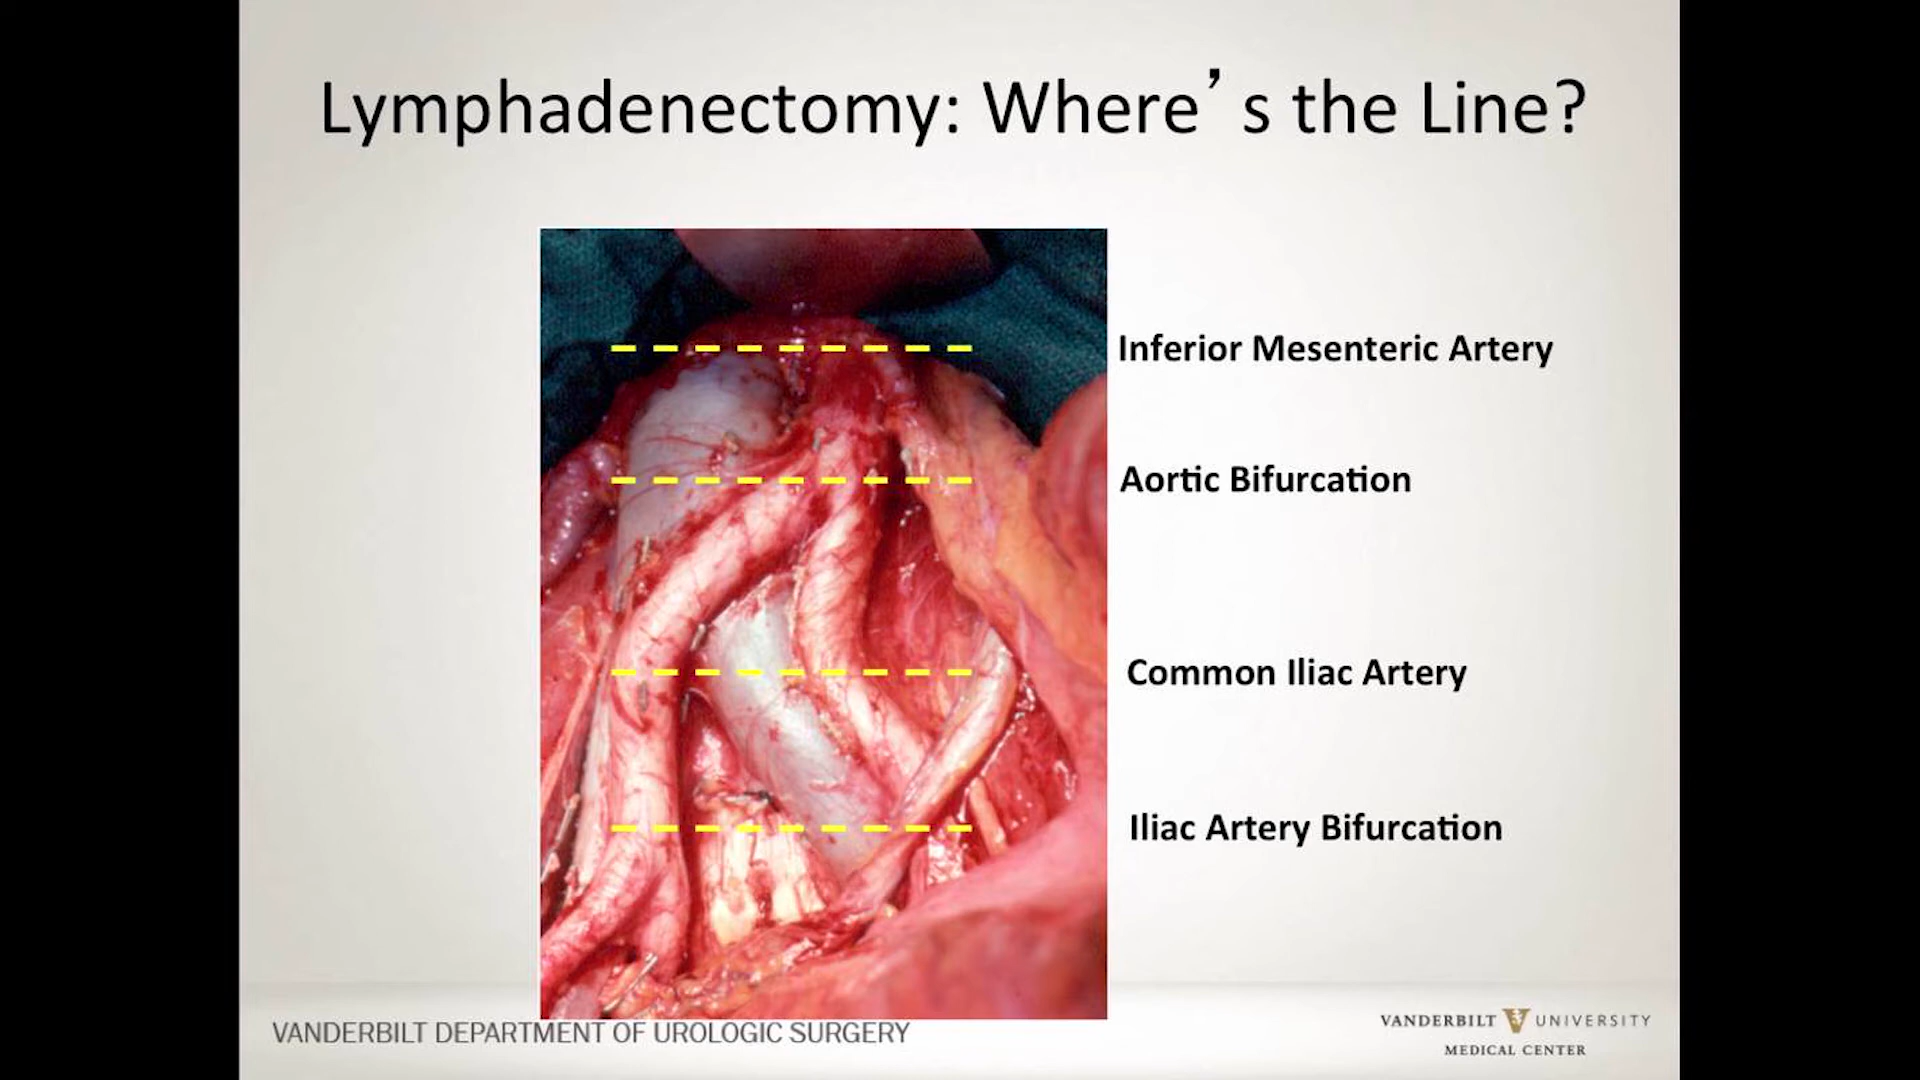 Lymphadenectomy: Where’s the Line?
Inferior Mesenteric Artery
Aortic Bifurcation
Common Iliac Artery
Iliac Artery Bifurcation
VANDERBILT DEPARTMENT OF UROLOGIC SURGERY
VANDERBILT V UNIVERSITY
MEDICAL CENTER